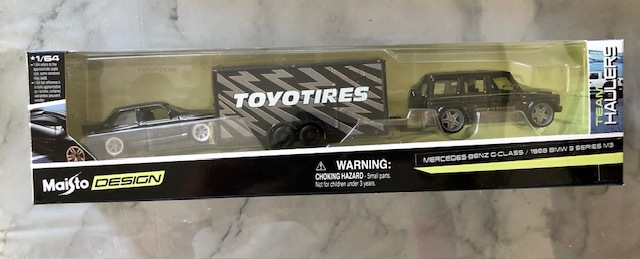 *1/64
TOYOTIRES
TEAM
HAULERS
WARNING:
CHOKING HAZARD - Small parts.
Not for children under 3 years.
MERCEDES-BENZ G-CLASS / 1988 BMW 3 SERIES M3
Maisto DESIGN